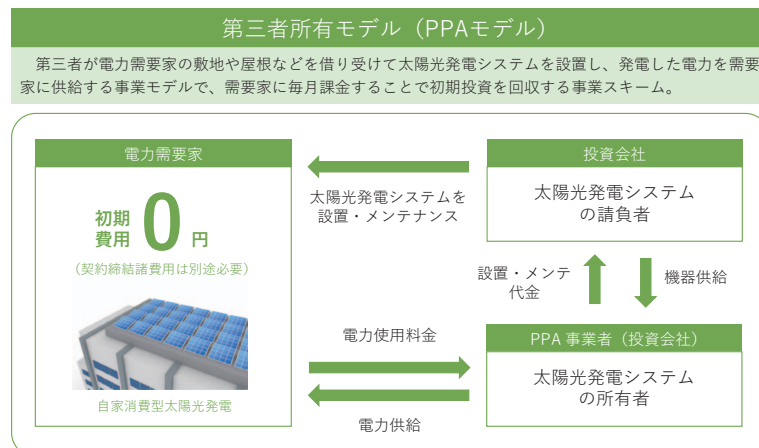 第三者所有モデル（PPAモデル）
第三者が電力需要家の敷地や屋根などを借り受けて太陽光発電システムを設置し、発電した電力を需要
家に供給する事業モデルで、需要家に毎月課金することで初期投資を回収する事業スキーム。
電力需要家
初期
費用 0 円
（契約締結諸費用は別途必要）
自家消費型太陽光発電
太陽光発電システムを
設置・メンテナンス
投資会社
太陽光発電システム
の請負者
設置・メンテ
代金
機器供給
電力使用料金
電力供給
PPA 事業者（投資会社）
太陽光発電システム
の所有者